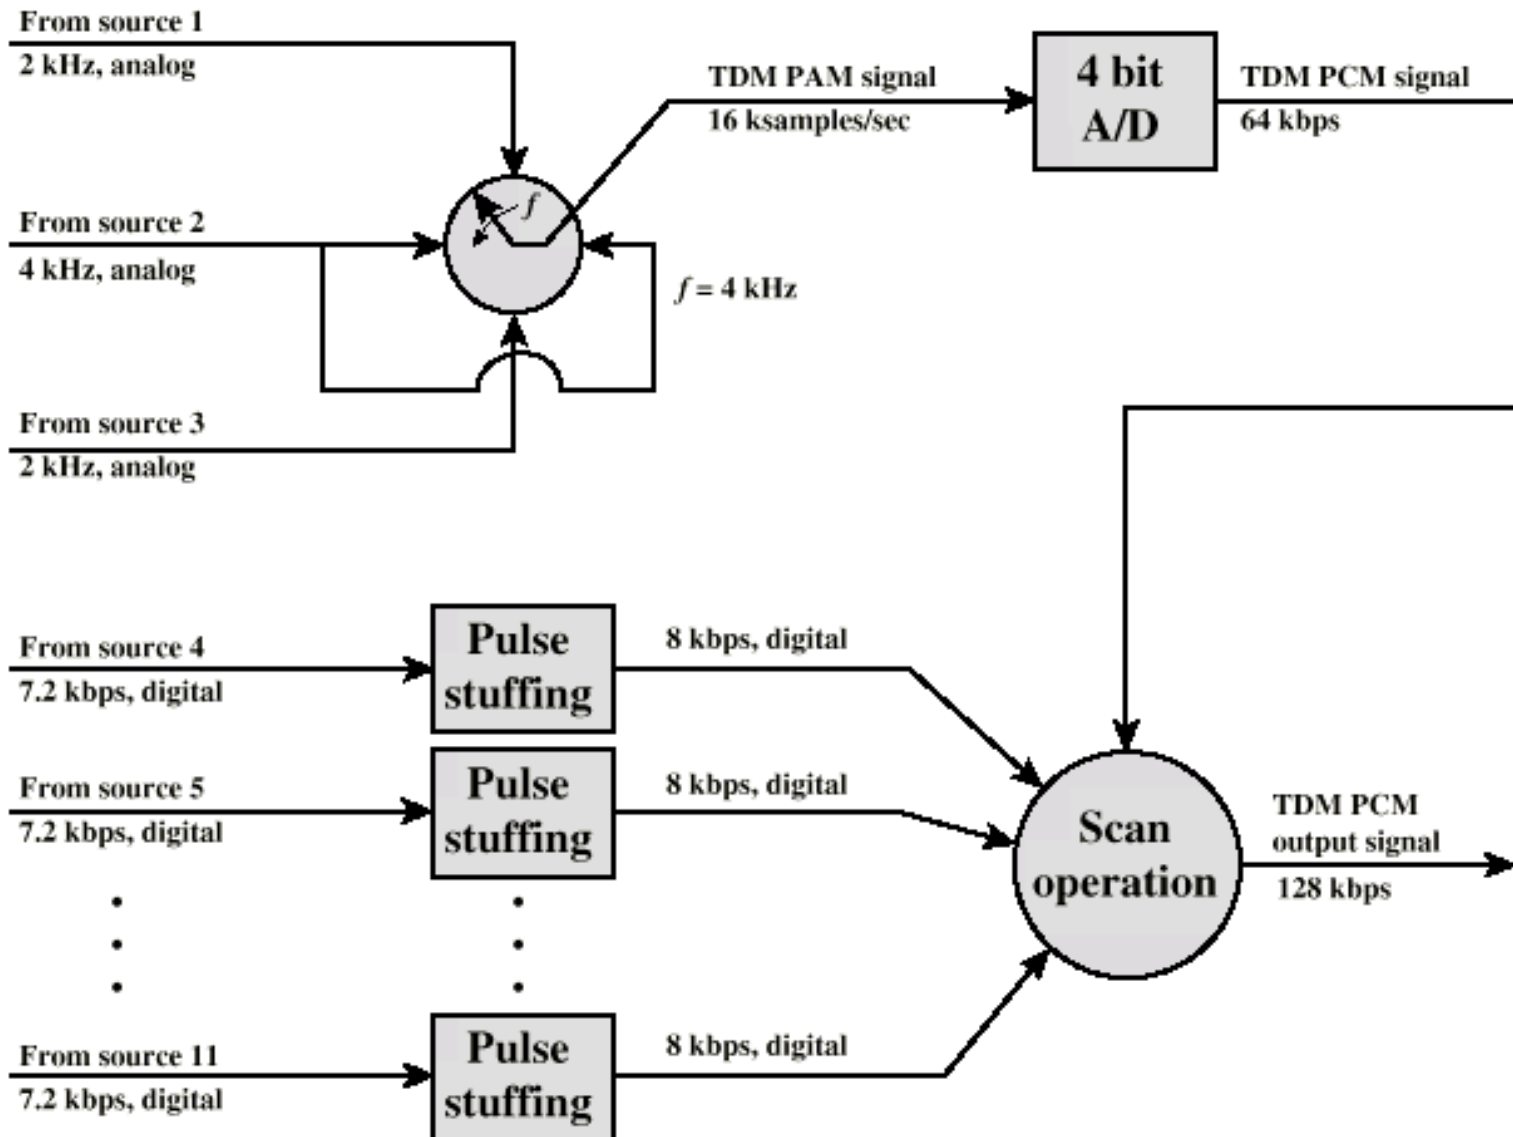 From source 1
2 kHz, analog
TDM PAM signal
16 ksamples/sec
4 bit
A/D
TDM PCM signal
64 kbps
From source 2
4 kHz, analog
f
f = 4 kHz
From source 3
2 kHz, analog
From source 4
7.2 kbps, digital
Pulse
stuffing
8 kbps, digital
From source 5
7.2 kbps, digital
Pulse
stuffing
8 kbps, digital
Scan
operation
TDM PCM
output signal
128 kbps
From source 11
7.2 kbps, digital
Pulse
stuffing
8 kbps, digital